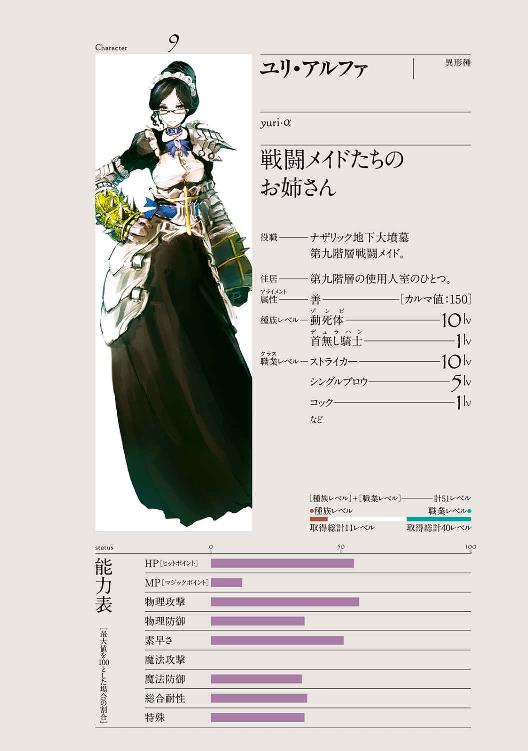 Character 9
ユリ・アルファ
異形種
yuri・α
戦闘メイドたちの
お姉さん
役職 ナザリック地下大墳墓
第九階層戦闘メイド。
住居 第九階層の使用人室のひとつ。
アライメント
属性 善 [カルマ値:150]
ゾンビ
種族レベル 動死体 10lv
デュラハン
首無し騎士 1lv
クラス
職業レベル ストライカー 10lv
シングルブロウ 5lv
コック 1lv
など
[種族レベル]+[職業レベル] 計51レベル
●種族レベル 職業レベル●
取得総計11レベル 取得総計40レベル
status 0 50 100
能力表
[最大値を100とした場合の割合]
HP[ヒットポイント]
MP[マジックポイント]
物理攻撃
物理防御
素早さ
魔法攻撃
魔法防御
総合耐性
特殊